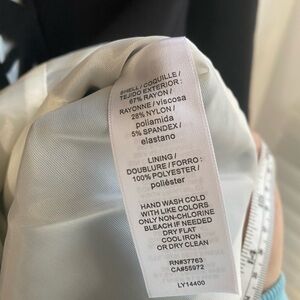 SHELL / COQUILLE /
TEJIDO EXTERIOR :
67% RAYON /
RAYONNE / viscosa
28% NYLON /
poliamida
5% SPANDEX /
elastano
LINING /
DOUBLURE / FORRO :
100% POLYESTER /
poliéster
HAND WASH COLD
WITH LIKE COLORS
ONLY NON-CHLORINE
BLEACH IF NEEDED
DRY FLAT
COOL IRON
OR DRY CLEAN
RN#37763
CA#55972
LY14400